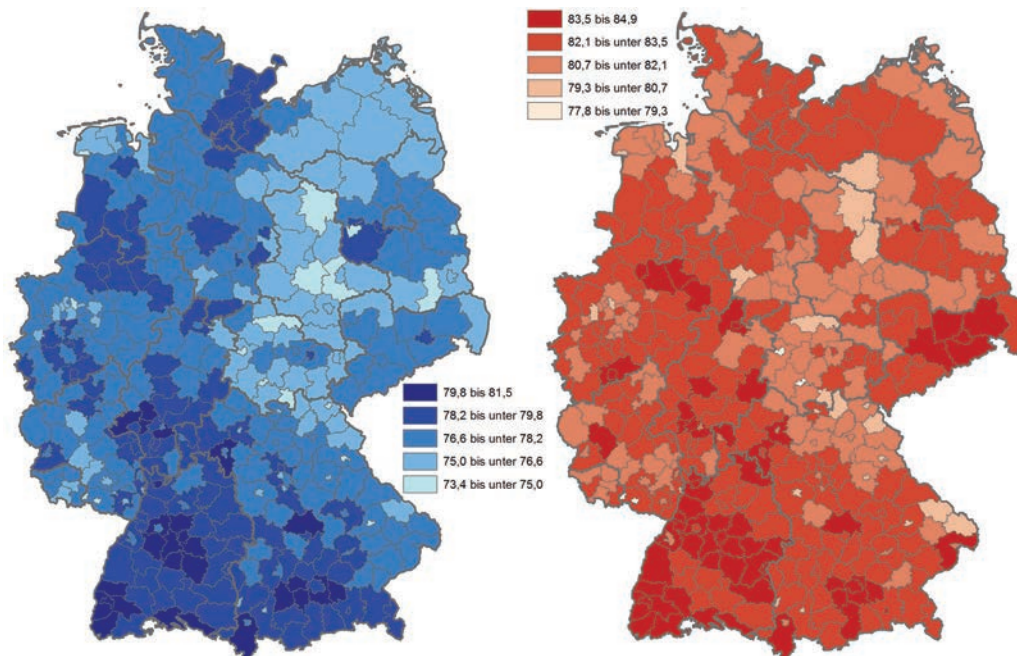 83,5 bis 84,9
82,1 bis unter 83,5
80,7 bis unter 82,1
79,3 bis unter 80,7
77,8 bis unter 79,3
79,8 bis 81,5
78,2 bis unter 79,8
76,6 bis unter 78,2
75,0 bis unter 76,6
73,4 bis unter 75,0